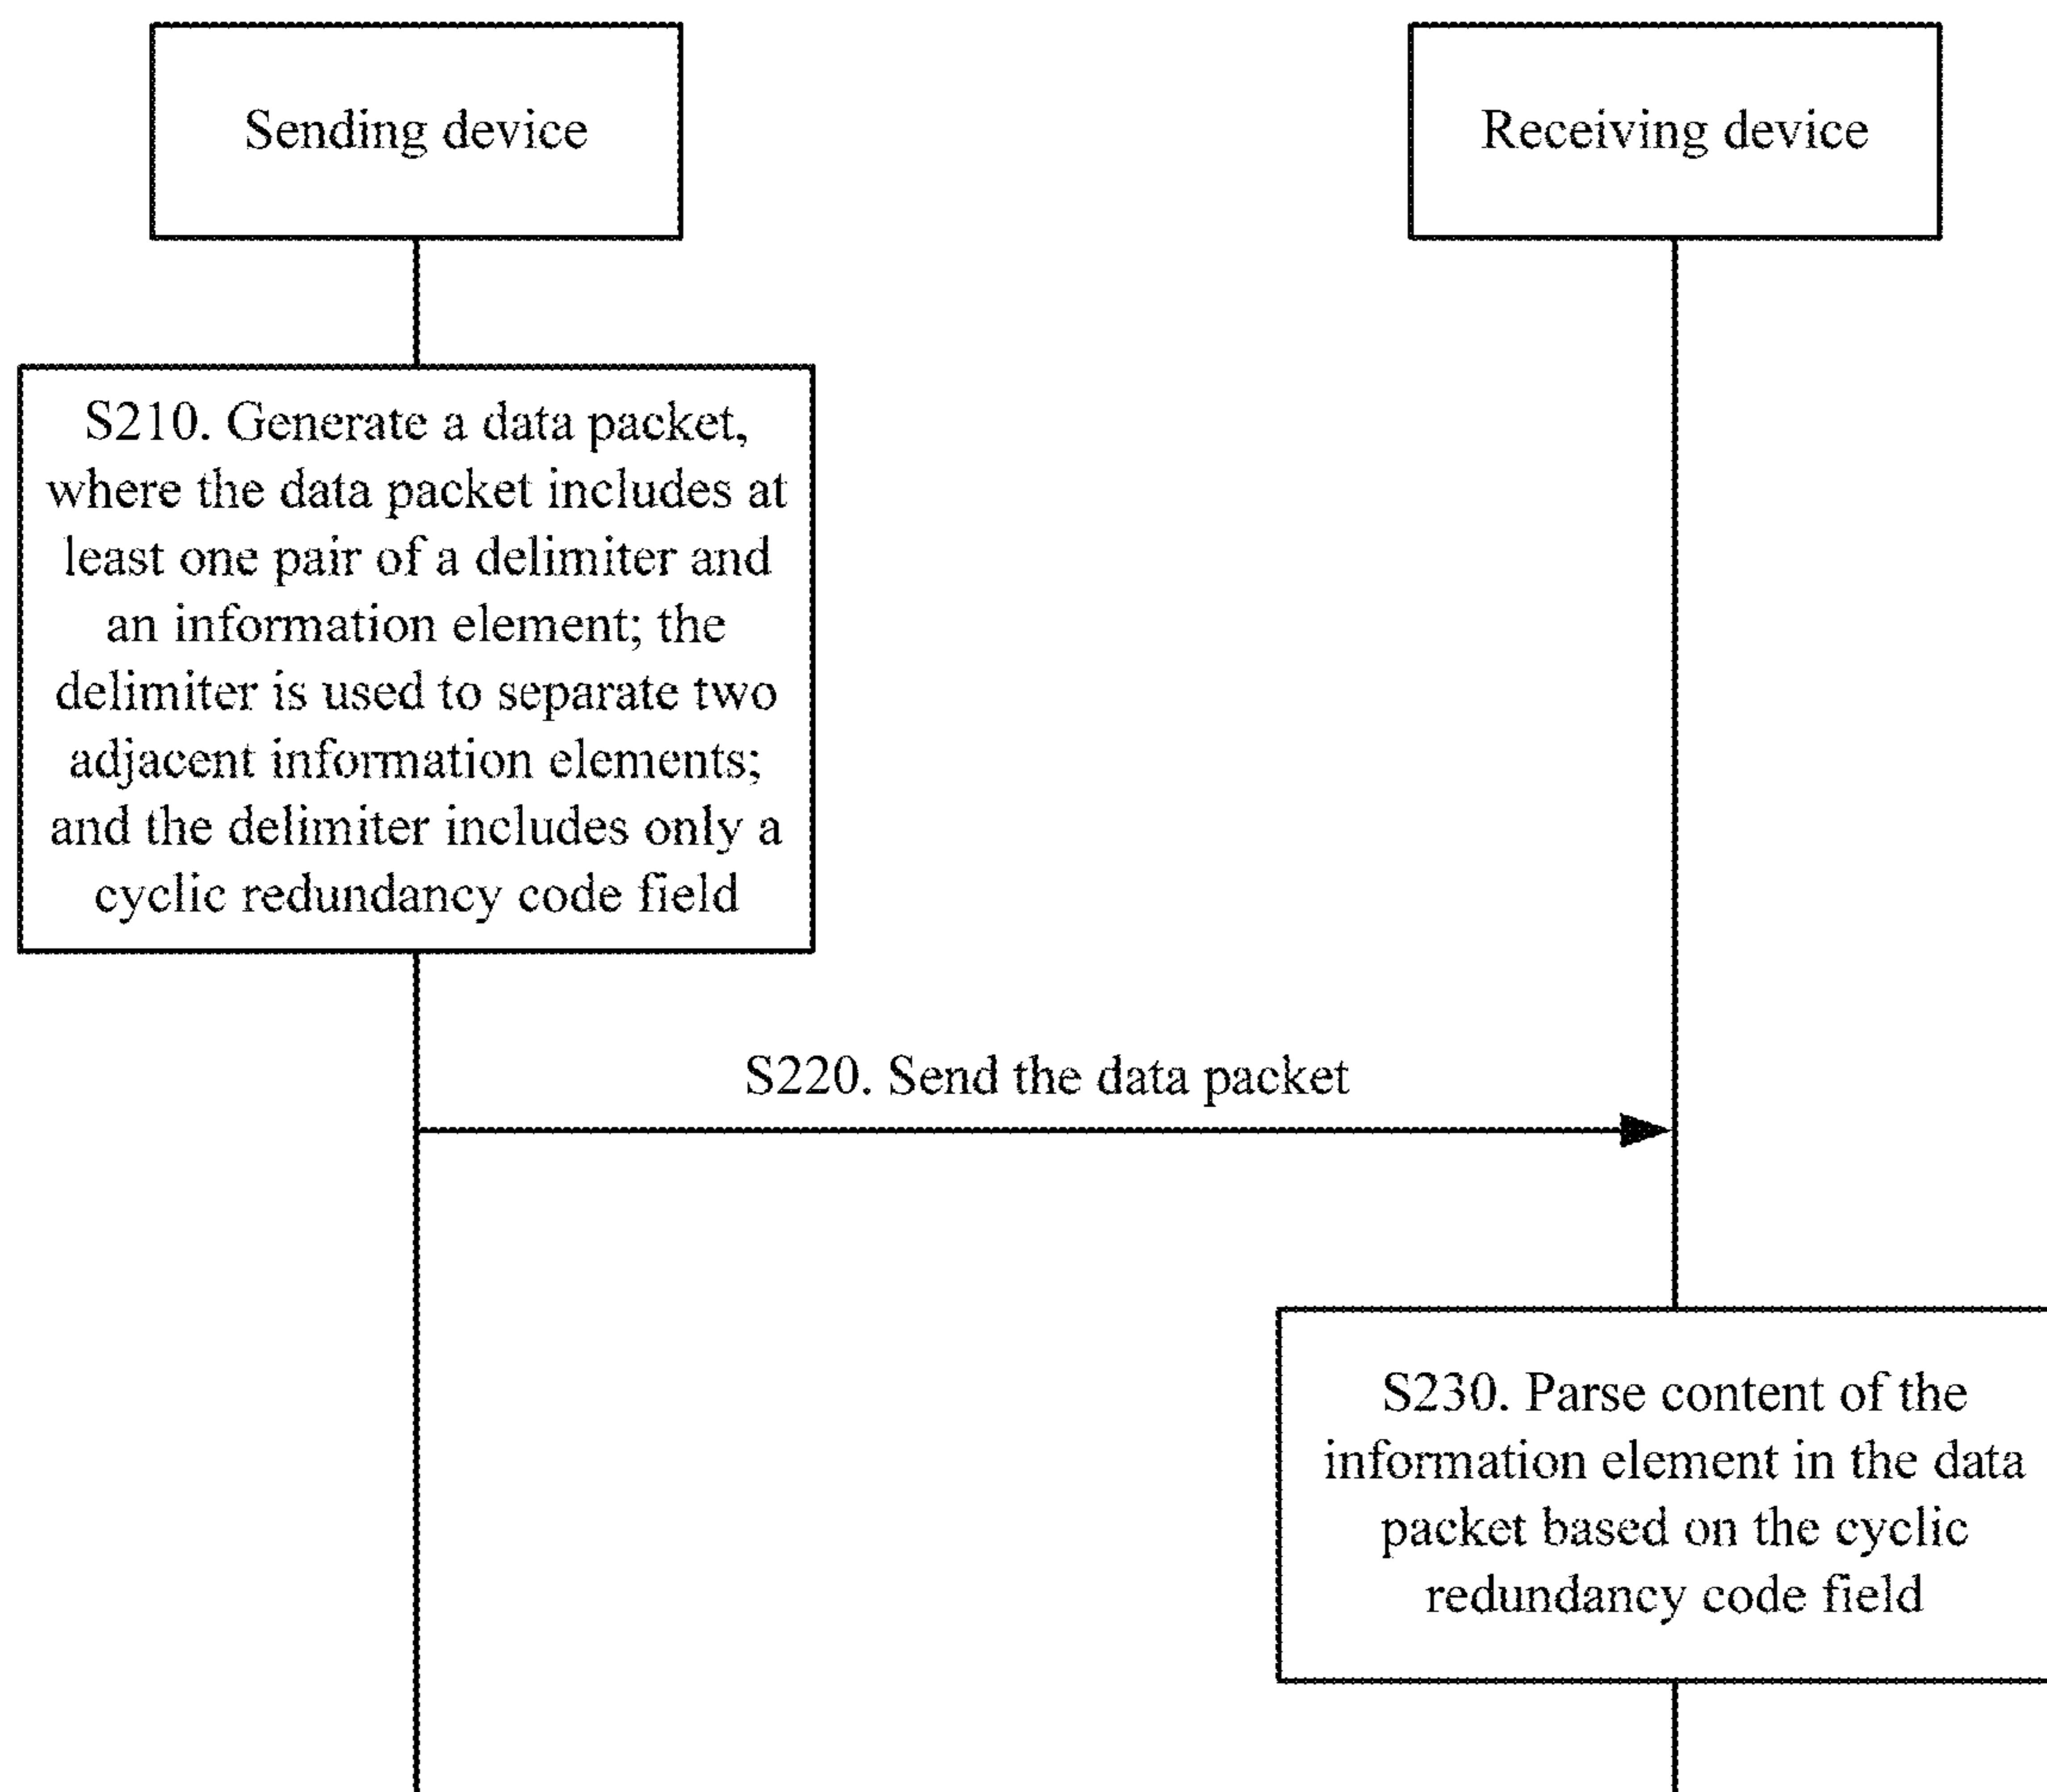 Sending device
Receiving device
S210. Generate a data packet,
where the data packet includes at
least one pair of a delimiter and
an information element; the
delimiter is used to separate two
adjacent information elements;
and the delimiter includes only a
cyclic redundancy code field
S220. Send the data packet
S230. Parse content of the
information element in the data
packet based on the cyclic
redundancy code field